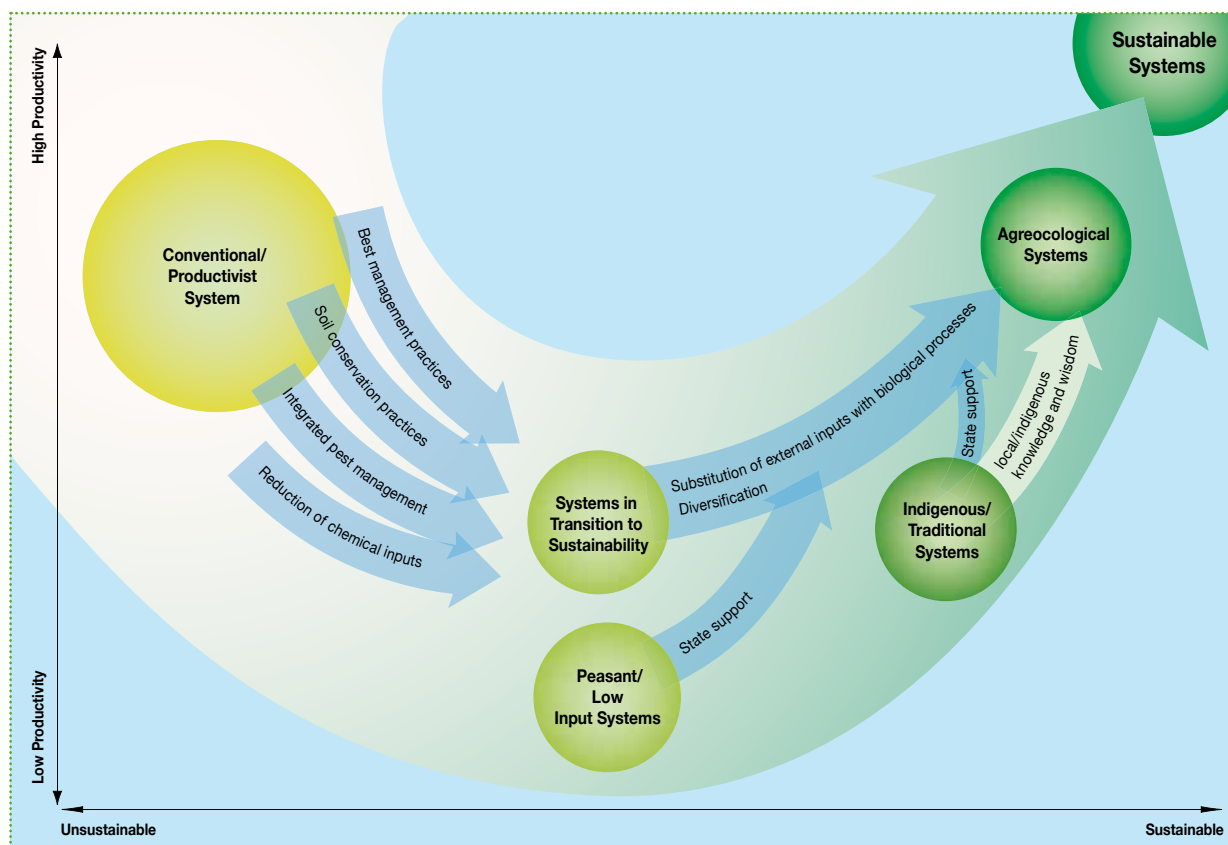 High Productivity
Low Productivity
Unsustainable
Sustainable
Sustainable
Systems
Conventional/
Productivist
System
Best management practices
Soil conservation practices
Integrated pest management
Reduction of chemical inputs
Agreocological
Systems
Substitution of external inputs with biological processes
Diversification
State support
local/indigenous
knowledge and wisdom
Systems in
Transition to
Sustainability
Indigenous/
Traditional
Systems
State support
Peasant/
Low
Input Systems